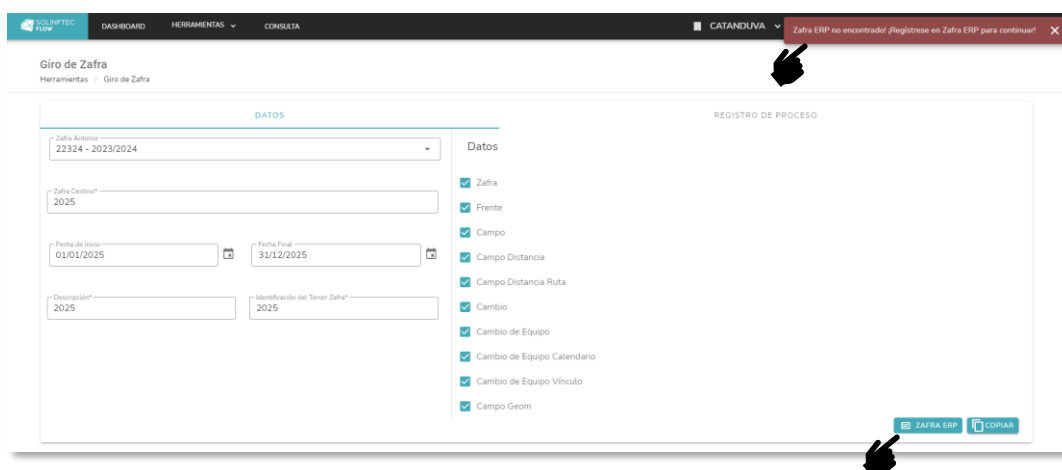 SOLINFTEC
FLOW
DASHBOARD
HERRAMIENTAS
CONSULTA
CATANDUVA
Zafra ERP no encontrado! ¡Regístrese en Zafra ERP para continuar!
Giro de Zafra
Herramientas / Giro de Zafra
DATOS
REGISTRO DE PROCESO
Zafra Anterior
22324 - 2023/2024
Datos
Zafra
Zafra Destino*
2025
Frente
Campo
Fecha de Inicio
01/01/2025
Fecha Final
31/12/2025
Campo Distancia
Campo Distancia Ruta
Descripción*
2025
Identificación del Tercer Zafra*
2025
Cambio
Cambio de Equipo
Cambio de Equipo Calendario
Cambio de Equipo Vínculo
Campo Geom
ZAFRA ERP
COPIAR